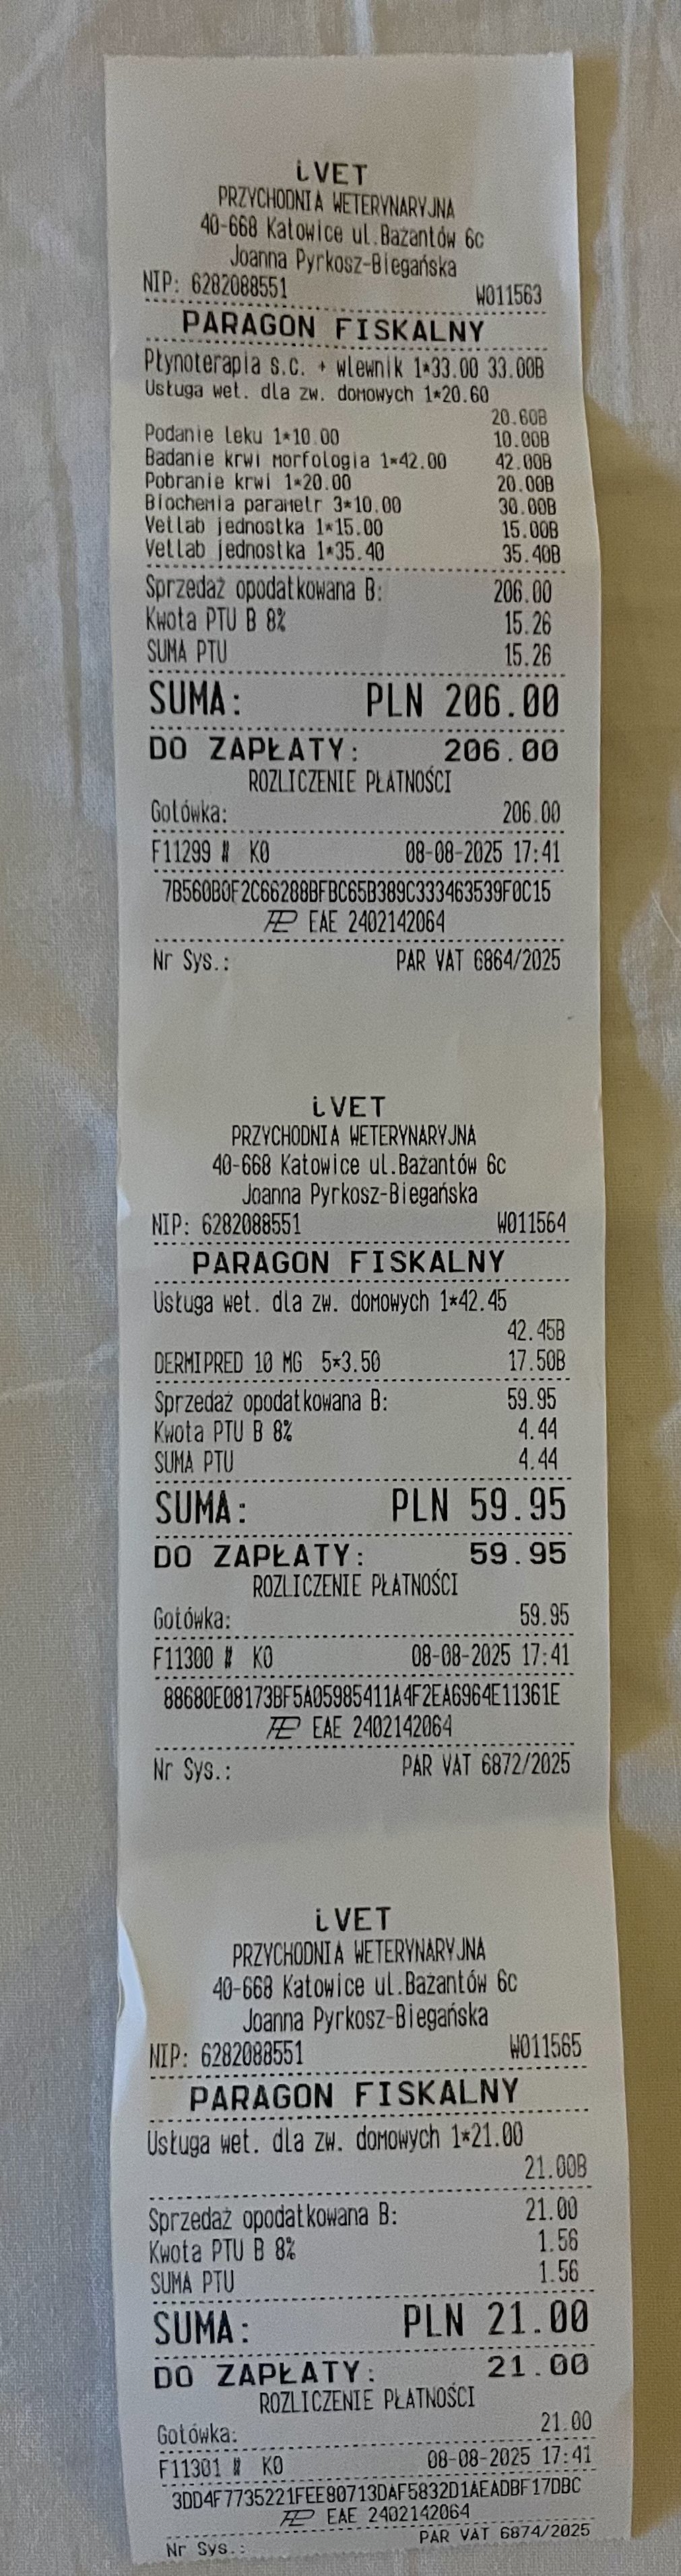 iVET
PRZYCHODNIA WETERYNARYJNA
40-668 Katowice ul.Bażantów 6c
Joanna Pyrkosz-Biegańska
NIP: 6282088551 W011563
PARAGON FISKALNY
Płynoterapia s.c. + wlewnik 1*33.00 33.00B
Usługa wet. dla zw. domowych 1*20.60
20.60B
Podanie leku 1*10.00 10.00B
Badanie krwi morfologia 1*42.00 42.00B
Pobranie krwi 1*20.00 20.00B
Biochemia parametr 3*10.00 30.00B
Vetlab jednostka 1*15.00 15.00B
Vetlab jednostka 1*35.40 35.40B
Sprzedaż opodatkowana B: 206.00
Kwota PTU B 8% 15.26
SUMA PTU 15.26
SUMA: PLN 206.00
DO ZAPŁATY: 206.00
ROZLICZENIE PŁATNOŚCI
Gotówka: 206.00
F11299 # K0 08-08-2025 17:41
7B560B0F2C66288BFBC65B389C333463539F0C15
EAE 2402142064
Nr Sys.: PAR VAT 6864/2025
iVET
PRZYCHODNIA WETERYNARYJNA
40-668 Katowice ul.Bażantów 6c
Joanna Pyrkosz-Biegańska
NIP: 6282088551 W011564
PARAGON FISKALNY
Usługa wet. dla zw. domowych 1*42.45
42.45B
DERMIPRED 10 MG 5*3.50 17.50B
Sprzedaż opodatkowana B: 59.95
Kwota PTU B 8% 4.44
SUMA PTU 4.44
SUMA: PLN 59.95
DO ZAPŁATY: 59.95
ROZLICZENIE PŁATNOŚCI
Gotówka: 59.95
F11300 # K0 08-08-2025 17:41
88680E08173BF5A05985411A4F2EA6964E11361E
EAE 2402142064
Nr Sys.: PAR VAT 6872/2025
iVET
PRZYCHODNIA WETERYNARYJNA
40-668 Katowice ul.Bażantów 6c
Joanna Pyrkosz-Biegańska
NIP: 6282088551 W011565
PARAGON FISKALNY
Usługa wet. dla zw. domowych 1*21.00
21.00B
Sprzedaż opodatkowana B: 21.00
Kwota PTU B 8% 1.56
SUMA PTU 1.56
SUMA: PLN 21.00
DO ZAPŁATY: 21.00
ROZLICZENIE PŁATNOŚCI
Gotówka: 21.00
F11301 # K0 08-08-2025 17:41
3DD4F7735221FEE80713DAF5832D1AEADBF17DBC
EAE 2402142064
Nr Sys.: PAR VAT 6874/2025